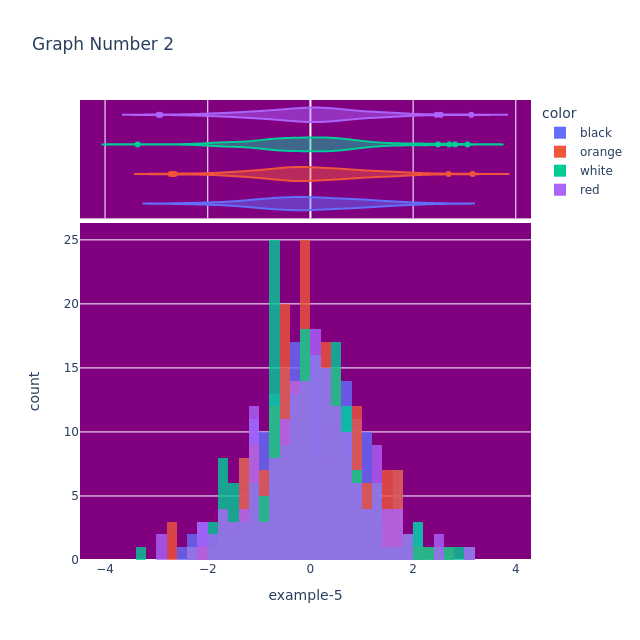 Graph Number 2
color
black
orange
white
red
25
20
15
10
5
0
−4
−2
0
2
4
count
example-5